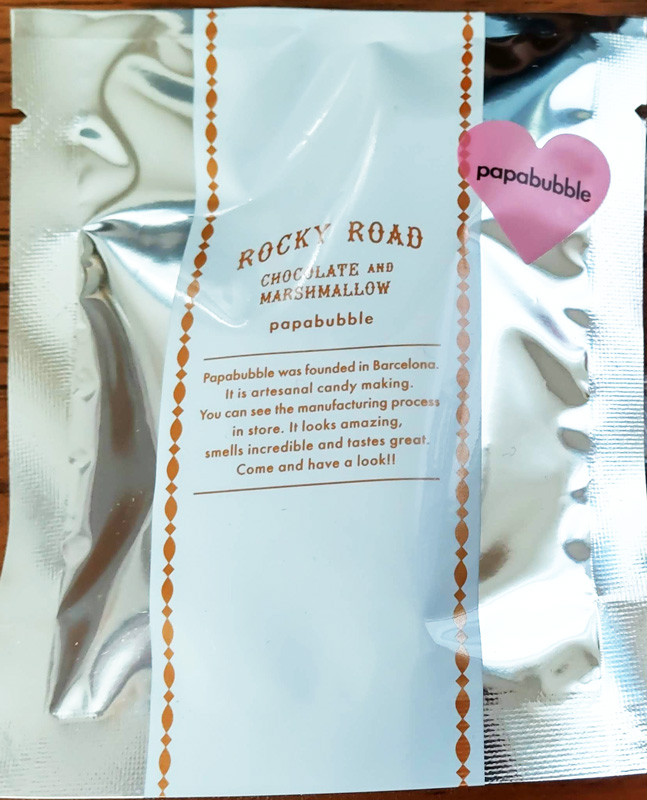 papabubble
ROCKY ROAD
CHOCOLATE AND
MARSHMALLOW
papabubble
Papabubble was founded in Barcelona.
It is artesanal candy making.
You can see the manufacturing process
in store. It looks amazing,
smells incredible and tastes great.
Come and have a look!!